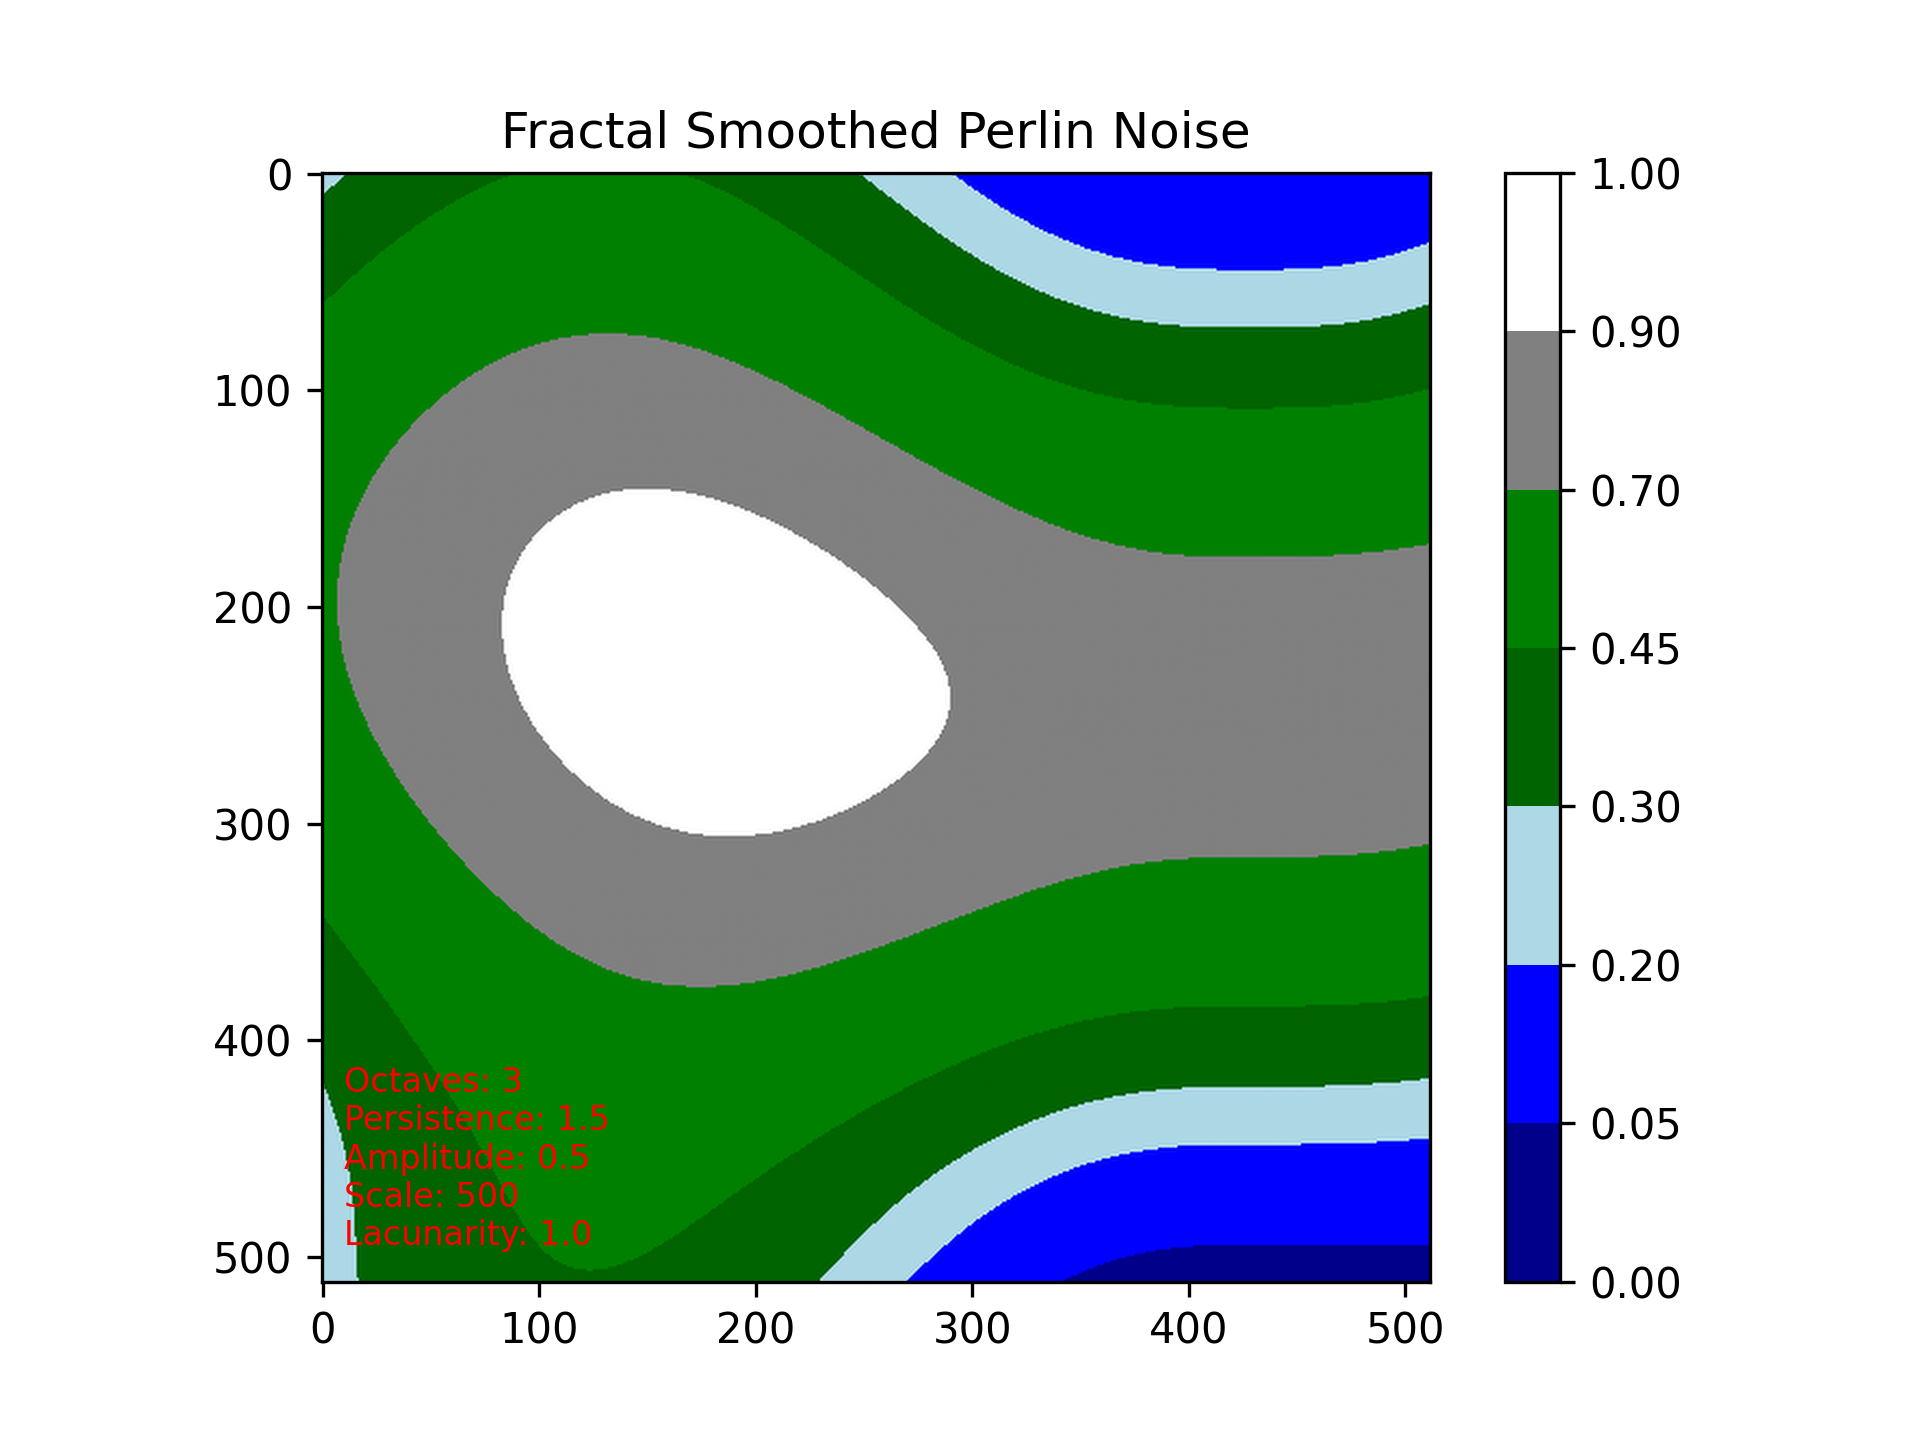 Fractal Smoothed Perlin Noise
0
100
200
300
400
500
Octaves: 3
Persistence: 1.5
Amplitude: 0.5
Scale: 500
Lacunarity: 1.0
0 100 200 300 400 500
1.00
0.90
0.70
0.45
0.30
0.20
0.05
0.00